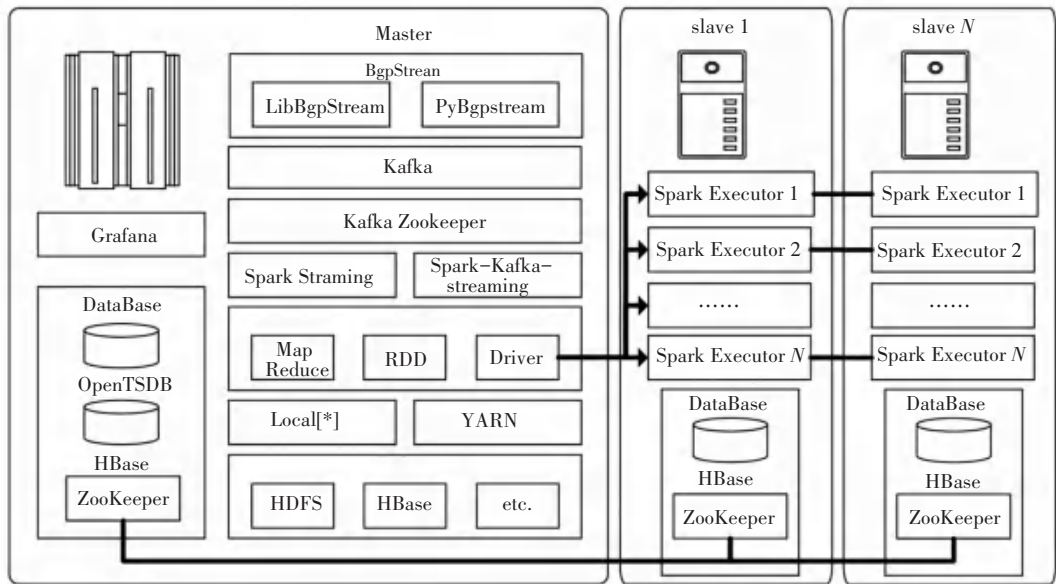 Master
BgpStrean
LibBgpStream
PyBgpstream
Kafka
Kafka Zookeeper
Grafana
Spark Straming
Spark-Kafka-
streaming
DataBase
OpenTSDB
HBase
ZooKeeper
Map
Reduce
RDD
Driver
Local[*]
YARN
HDFS
HBase
etc.
slave 1
Spark Executor 1
Spark Executor 2
......
Spark Executor N
DataBase
HBase
ZooKeeper
slave N
Spark Executor 1
Spark Executor 2
......
Spark Executor N
DataBase
HBase
ZooKeeper